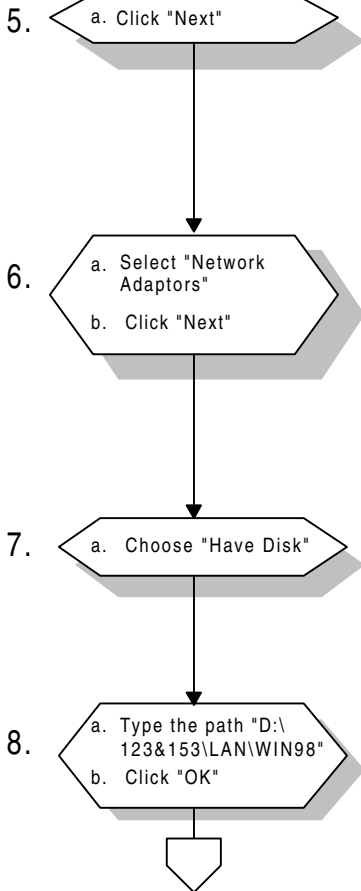 5.
a. Click "Next"
6.
a. Select "Network
Adaptors"
b. Click "Next"
7.
a. Choose "Have Disk"
8.
a. Type the path "D:\
123&153\LAN\WIN98"
b. Click "OK"